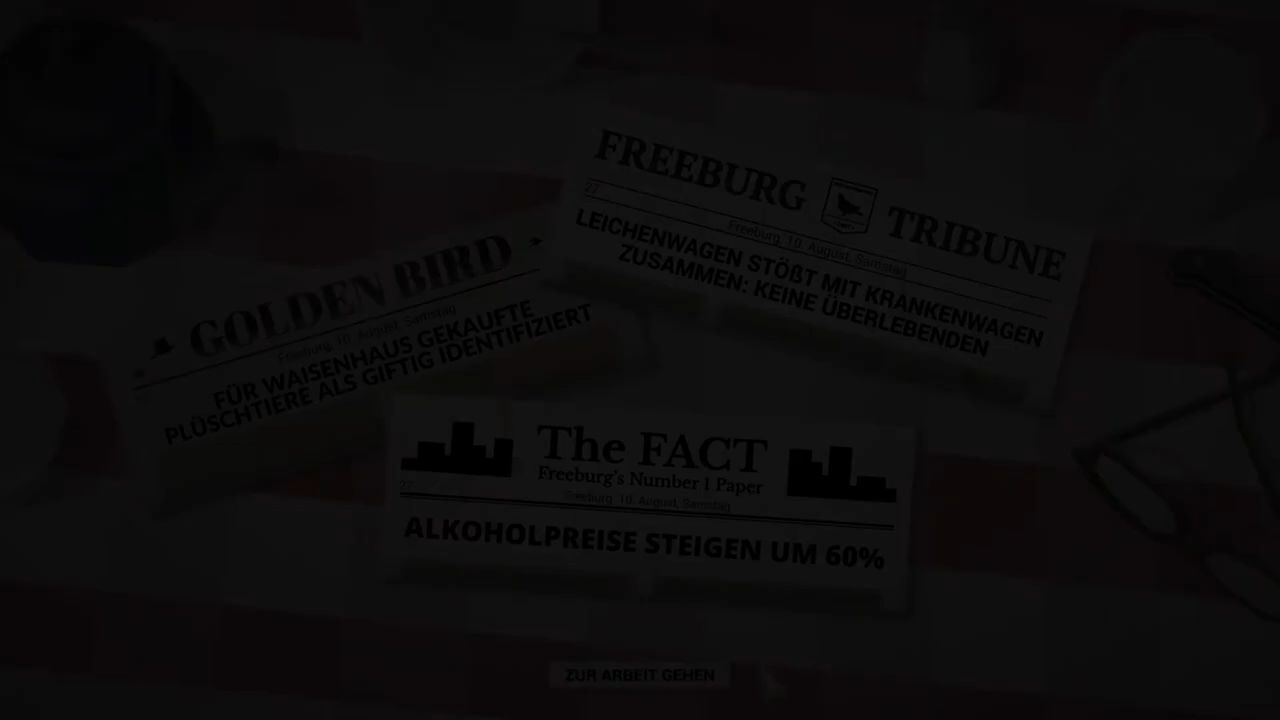 FREEBURG TRIBUNE
27
Freeburg, 10. August, Samstag
LEICHENWAGEN STÖẞT MIT KRANKENWAGEN
ZUSAMMEN: KEINE ÜBERLEBENDEN
GOLDEN BIRD
Freeburg, 10. August, Samstag
FÜR WAISENHAUS GEKAUFTE
PLÜSCHTIERE ALS GIFTIG IDENTIFIZIERT
The FACT
Freeburg's Number 1 Paper
27
Freeburg, 10. August, Samstag
ALKOHOLPREISE STEIGEN UM 60%
ZUR ARBEIT GEHEN